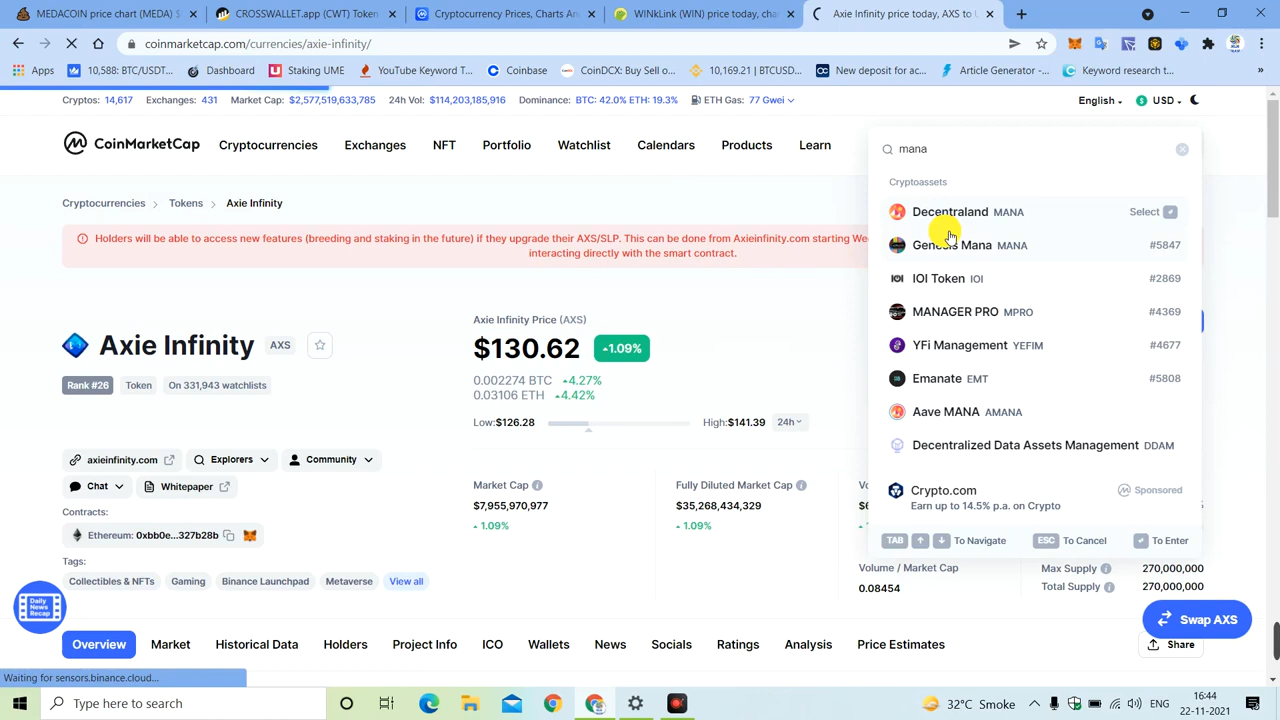 (MEDA) MEDAS
CROSSWALLET (CWT) Token
CoinMarketCap: Crypto Prices, Charts An
WINkLink (WIN) Price today, cha
Axie Infinity price today, AXS to U
coinmarketcap.com/currencies/axie-infinity/
Apps 10,588: BTC/USDT... Dashboard Staking UME YouTube Keyword T... Coinbase CoinDCX: Buy Sell o... 10,169.21 | BTCUSD... New deposit for ac... Article Generator -... Keyword research t... »
Cryptos: 14,617 Exchanges: 431 Market Cap: $2,577,519,633,785 24h Vol: $114,203,185,916 Dominance: BTC: 42.0% ETH: 19.3% ETH Gas: 77 Gwei English USD
CoinMarketCap Cryptocurrencies Exchanges NFT Portfolio Watchlist Calendars Products Learn
mana
Cryptoassets
Decentraland MANA Select
Genesis Mana MANA #5847
IOI Token IOI #2869
MANAGER PRO MPRO #4369
YFi Management YEFIM #4677
Emanate EMT #5808
Aave MANA AMANA
Decentralized Data Assets Management DDAM
Crypto.com Sponsored
Earn up to 14.5% p.a. on Crypto
TAB To Navigate ESC To Cancel To Enter
Cryptocurrencies > Tokens > Axie Infinity
Holders will be able to access new features (breeding and staking in the future) if they upgrade their AXS/SLP. This can be done from Axieinfinity.com starting We
interacting directly with the smart contract.
Axie Infinity AXS
Rank #26 Token On 331,943 watchlists
Axie Infinity Price (AXS)
$130.62 1.09%
0.002274 BTC 4.27%
0.03106 ETH 4.42%
Low:$126.28 High:$141.39 24h
axieinfinity.com Explorers Community
Chat Whitepaper
Contracts:
Ethereum: 0xbb0e...327b28b
Tags:
Collectibles & NFTs Gaming Binance Launchpad Metaverse View all
Market Cap
$7,955,970,977
1.09%
Fully Diluted Market Cap
$35,268,434,329
1.09%
Volume / Market Cap
0.08454
Max Supply 270,000,000
Total Supply 270,000,000
Daily
News
Recap
Swap AXS
Overview Market Historical Data Holders Project Info ICO Wallets News Socials Ratings Analysis Price Estimates Share
Waiting for sensors.binance.cloud...
Type here to search
32°C Smoke ENG
16:44
22-11-2021